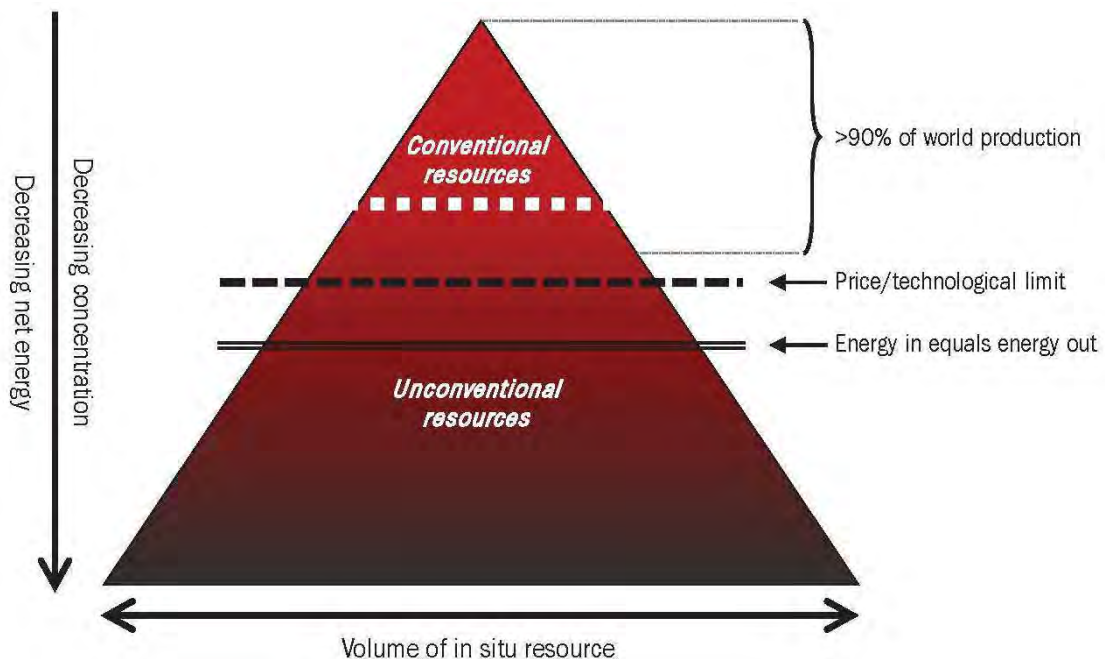 Conventional
resources
>90% of world production
Price/technological limit
Energy in equals energy out
Unconventional
resources
Decreasing concentration
Decreasing net energy
Volume of in situ resource